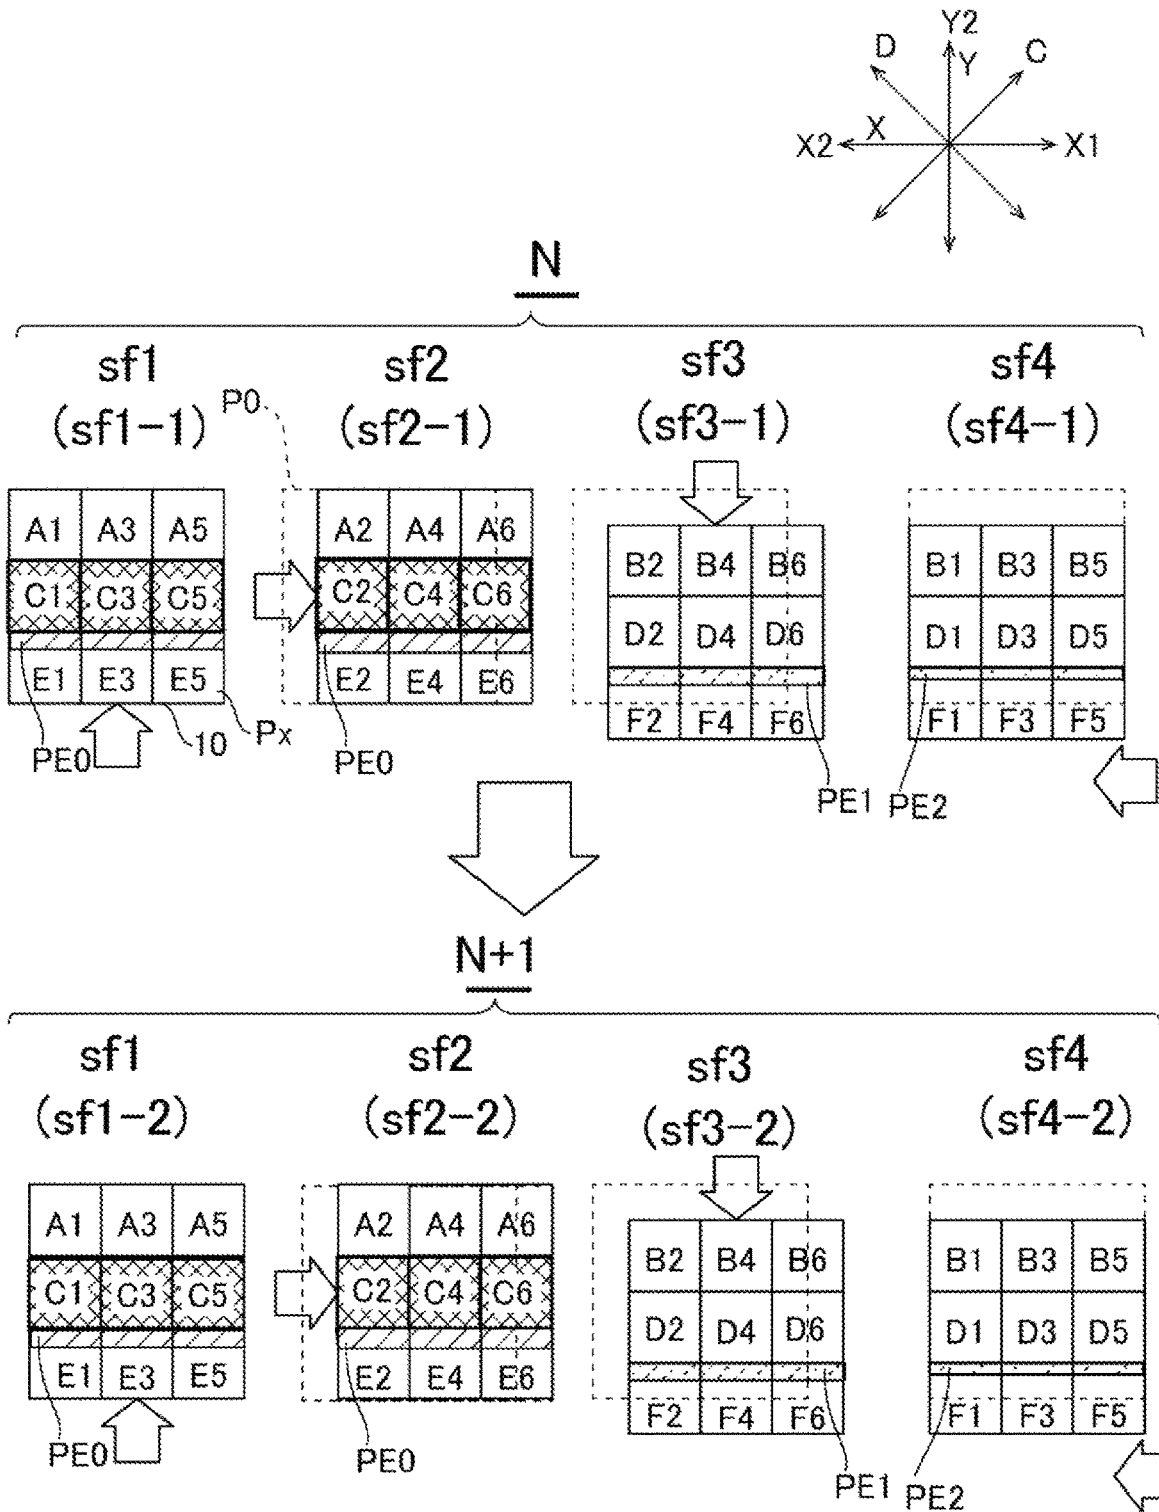 Y2
D Y C
X2 X X1
N
sf1 sf2 sf3 sf4
(sf1-1) P0 (sf2-1) (sf3-1) (sf4-1)
A1 A3 A5 A2 A4 A6
B2 B4 B6 B1 B3 B5
C1 C3 C5 C2 C4 C6
D2 D4 D6 D1 D3 D5
E1 E3 E5 E2 E4 E6
F2 F4 F6 F1 F3 F5
PE0 10 Px PE0 PE1 PE2
N+1
sf1 sf2 sf3 sf4
(sf1-2) (sf2-2) (sf3-2) (sf4-2)
A1 A3 A5 A2 A4 A6
B2 B4 B6 B1 B3 B5
C1 C3 C5 C2 C4 C6
D2 D4 D6 D1 D3 D5
E1 E3 E5 E2 E4 E6
F2 F4 F6 F1 F3 F5
PE0 PE0 PE1 PE2